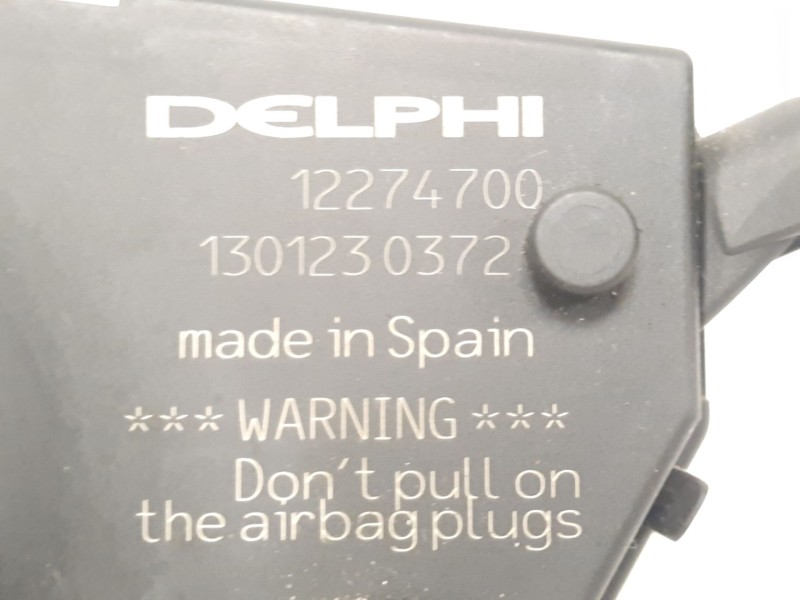 DELPHI
12274700
1301230372
made in Spain
*** WARNING ***
Don't pull on
the airbag plugs